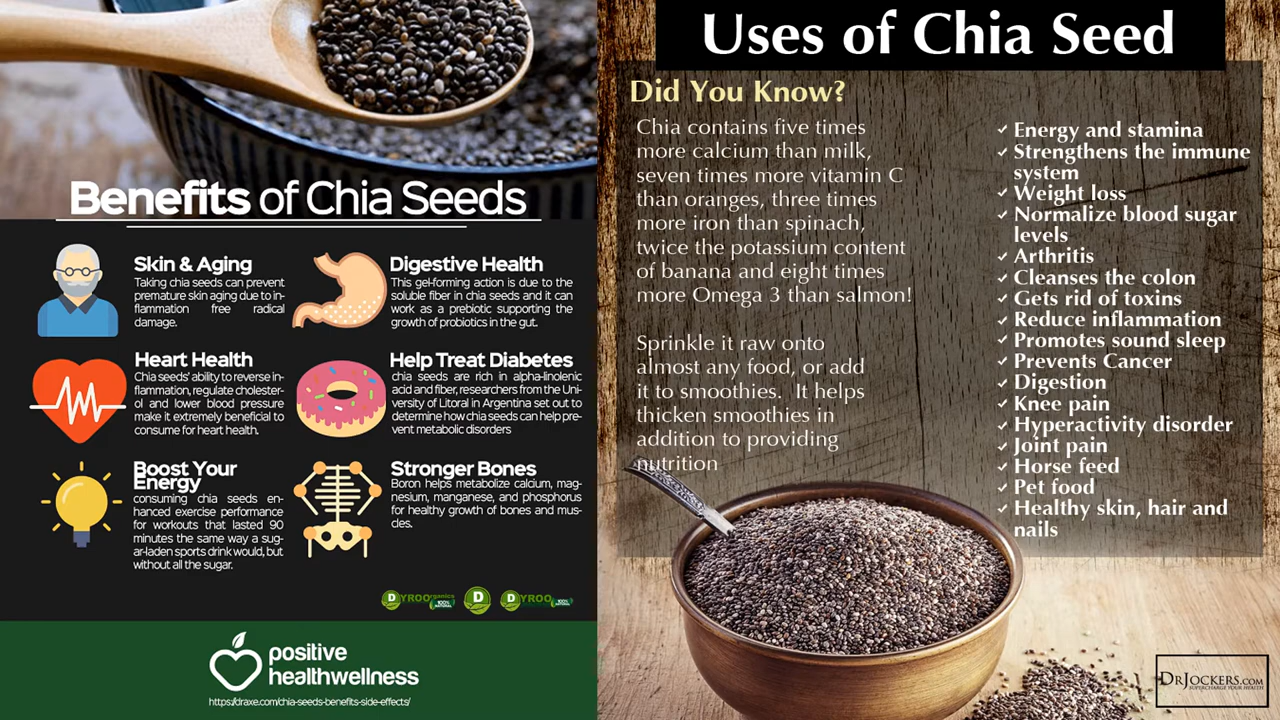 Benefits of Chia Seeds
Skin & Aging
Taking chia seeds can prevent
premature skin aging due to in-
flammation free radical
damage.
Digestive Health
This gel-forming action is due to the
soluble fiber in chia seeds and it can
work as a prebiotic supporting the
growth of probiotics in the gut.
Heart Health
Chia seeds' ability to reverse in-
flammation, regulate cholester-
ol and lower blood pressure
make it extremely beneficial to
consume for heart health.
Help Treat Diabetes
chia seeds are rich in alpha-linolenic
acid and fiber, researchers from the Uni-
versity of Litoral in Argentina set out to
determine how chia seeds can help pre-
vent metabolic disorders
Boost Your
Energy
consuming chia seeds en-
hanced exercise performance
for workouts that lasted 90
minutes the same way a sug-
ar-laden sports drink would, but
without all the sugar.
Stronger Bones
Boron helps metabolize calcium, mag-
nesium, manganese, and phosphorus
for healthy growth of bones and mus-
cles.
DYROOrganics
D
DYROO
positive
healthwellness
https://draxe.com/chia-seeds-benefits-side-effects/
Uses of Chia Seed
Did You Know?
Chia contains five times
more calcium than milk,
seven times more vitamin C
than oranges, three times
more iron than spinach,
twice the potassium content
of banana and eight times
more Omega 3 than salmon!
Sprinkle it raw onto
almost any food, or add
it to smoothies. It helps
thicken smoothies in
addition to providing
nutrition
✓ Energy and stamina
✓ Strengthens the immune
system
✓ Weight loss
✓ Normalize blood sugar
levels
✓ Arthritis
✓ Cleanses the colon
✓ Gets rid of toxins
✓ Reduce inflammation
✓ Promotes sound sleep
✓ Prevents Cancer
✓ Digestion
✓ Knee pain
✓ Hyperactivity disorder
✓ Joint pain
✓ Horse feed
✓ Pet food
✓ Healthy skin, hair and
nails
DRJOCKERS.COM
SUPERCHARGE YOUR HEALTH